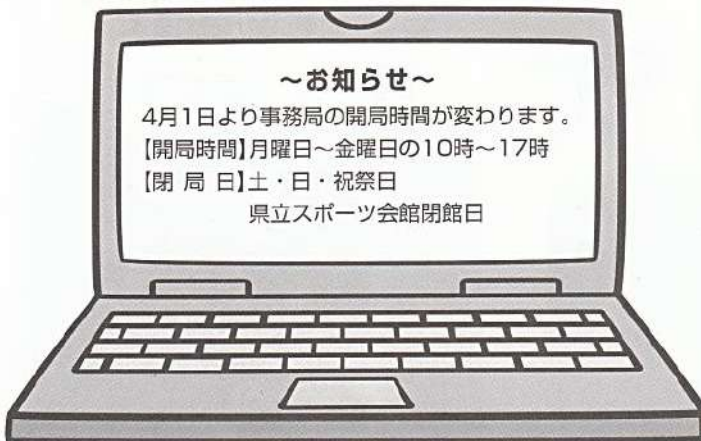 ～お知らせ～
4月1日より事務局の開局時間が変わります。
【開局時間】月曜日～金曜日の10時～17時
【閉 局 日】土・日・祝祭日
県立スポーツ会館閉館日